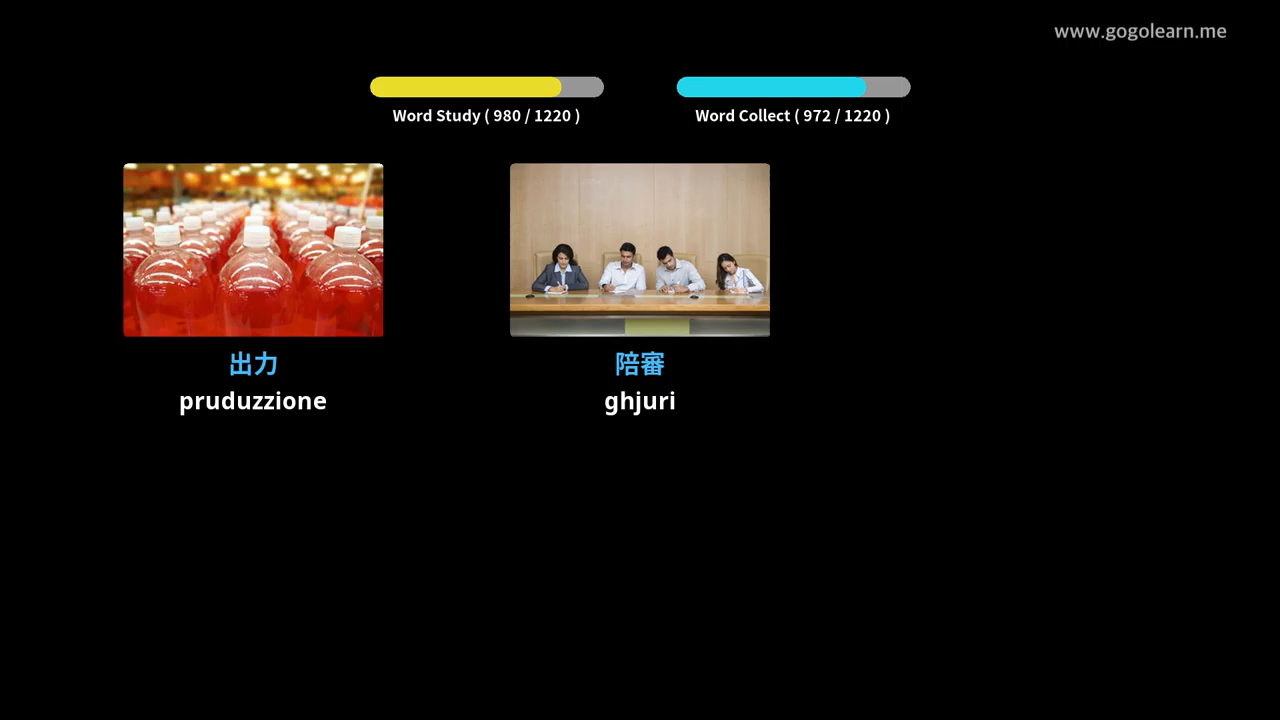 www.gogolearn.me
Word Study ( 980 / 1220 )
Word Collect ( 972 / 1220 )
出力
pruduzzione
陪審
ghjuri